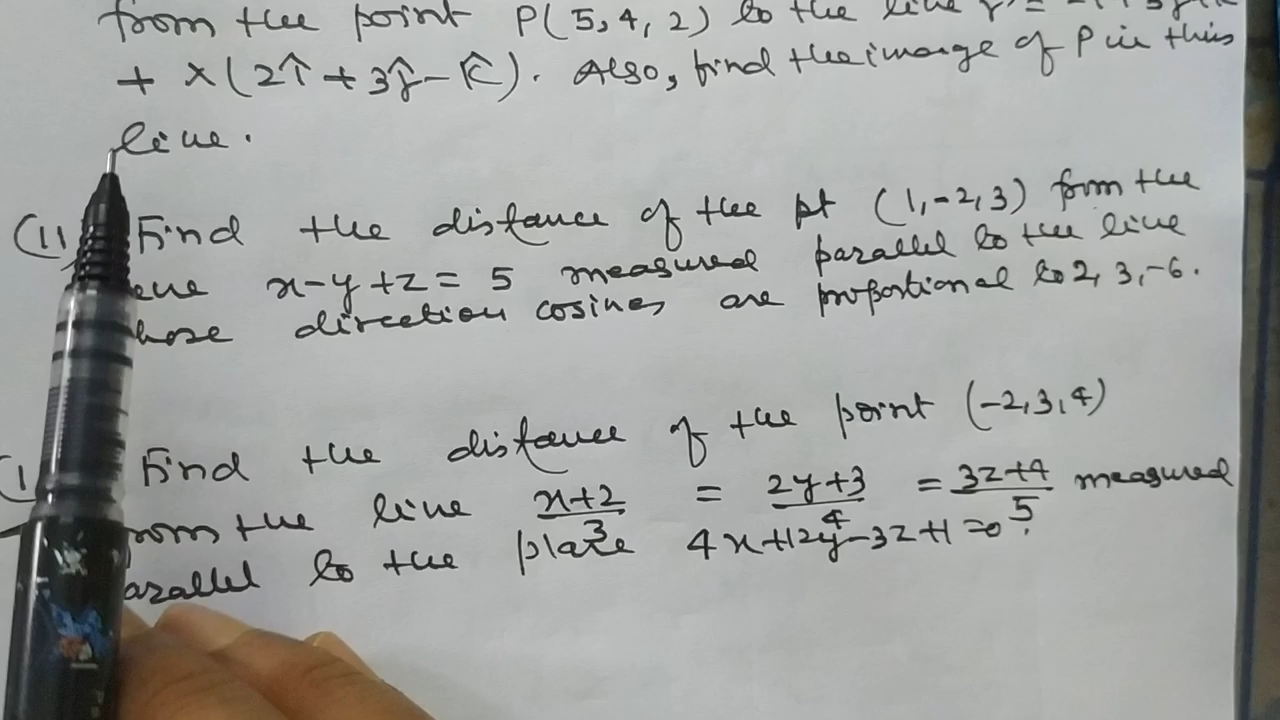 from the point P(5,4,2) to the line
+ λ(2î + 3ĵ - k̂). Also, find the image of P in this
line.
(11) Find the distance of the pt (1,-2,3) from the
x-y+z=5 measured parallel to the line
direction cosines are proportional to 2,3,-6.
Find the distance of the point (-2,3,4)
the line x+2/3 = 2y+3/4 = 3z+4/5 measured
to the plane 4x+12y-3z+1=0.